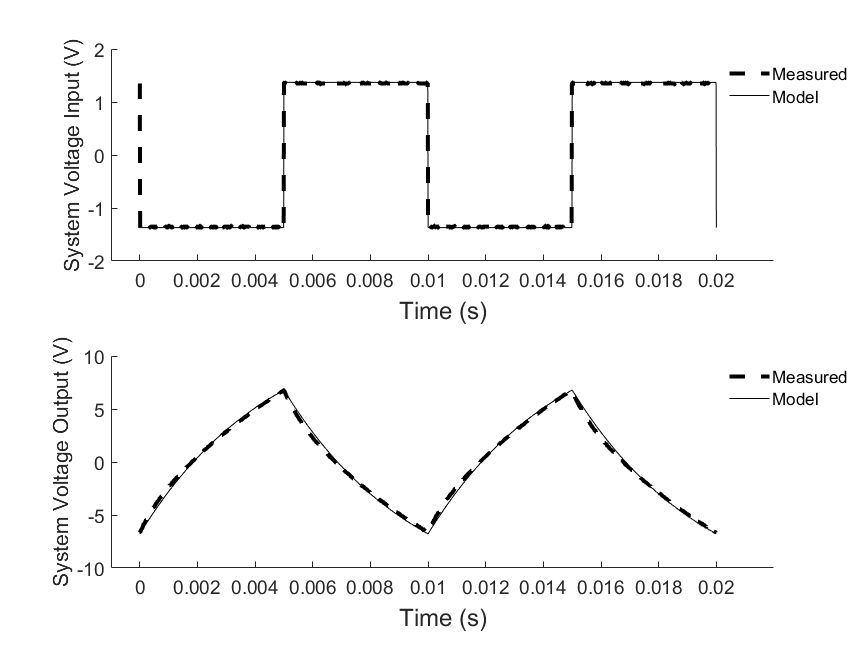 System Voltage Input (V)
2
1
0
-1
-2
0 0.002 0.004 0.006 0.008 0.01 0.012 0.014 0.016 0.018 0.02
Time (s)
Measured
Model
System Voltage Output (V)
10
5
0
-5
-10
0 0.002 0.004 0.006 0.008 0.01 0.012 0.014 0.016 0.018 0.02
Time (s)
Measured
Model